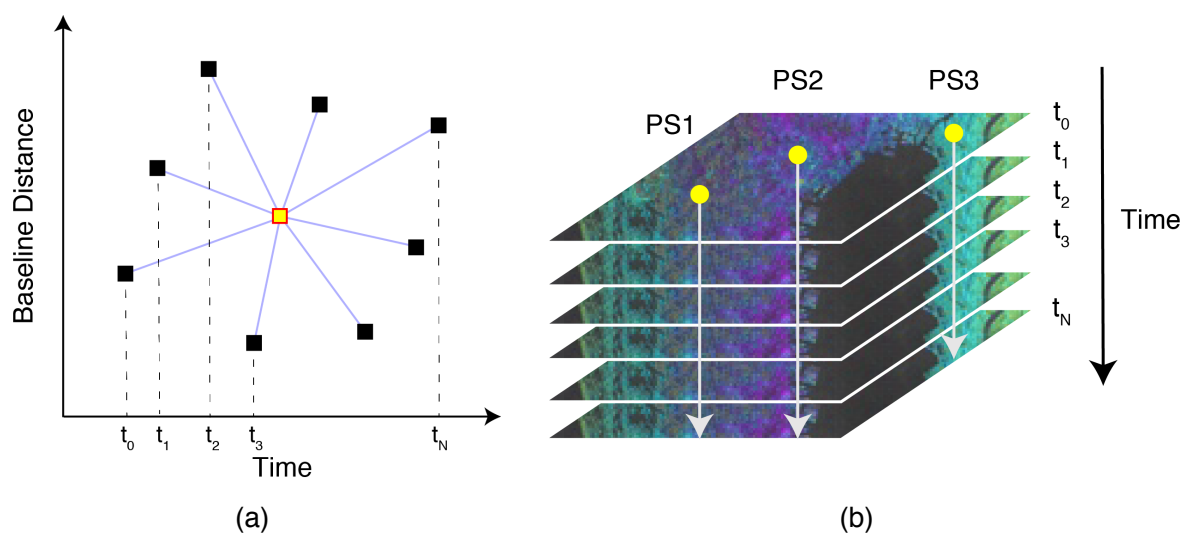 Baseline Distance
t0
t1
t2
t3
tN
Time
(a)
PS1
PS2
PS3
t0
t1
t2
t3
tN
Time
(b)